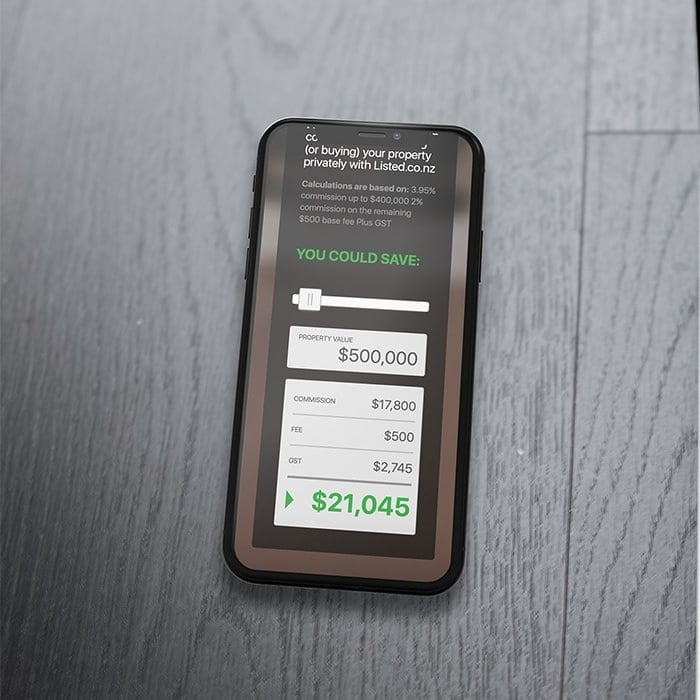 (or buying) your property
privately with Listed.co.nz
Calculations are based on: 3.95%
commission up to $400,000 2%
commission on the remaining
$500 base fee Plus GST
YOU COULD SAVE:
PROPERTY VALUE
$500,000
COMMISSION $17,800
FEE $500
GST $2,745
$21,045